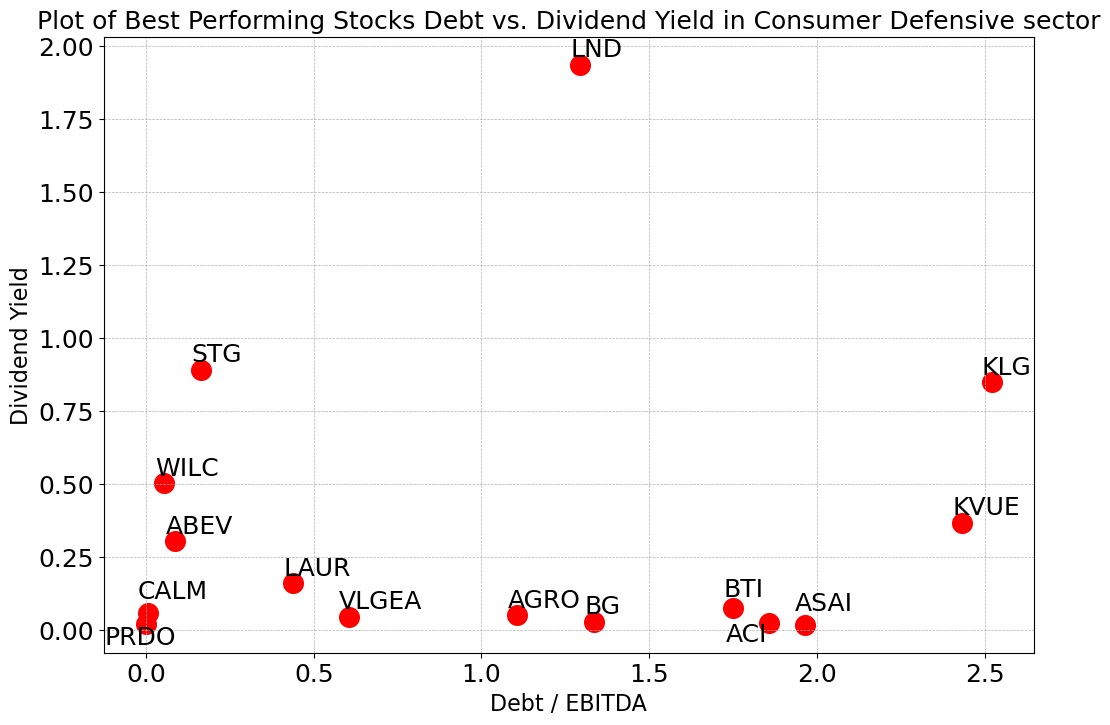 Plot of Best Performing Stocks Debt vs. Dividend Yield in Consumer Defensive sector
2.00
LND
1.75
1.50
1.25
Dividend Yield
1.00
STG
KLG
0.75
WILC
0.50
KVUE
ABEV
0.25
LAUR
CALM
VLGEA
AGRO
BG
BTI
ASAI
0.00
PRDO
ACI
0.0
0.5
1.0
1.5
2.0
2.5
Debt / EBITDA